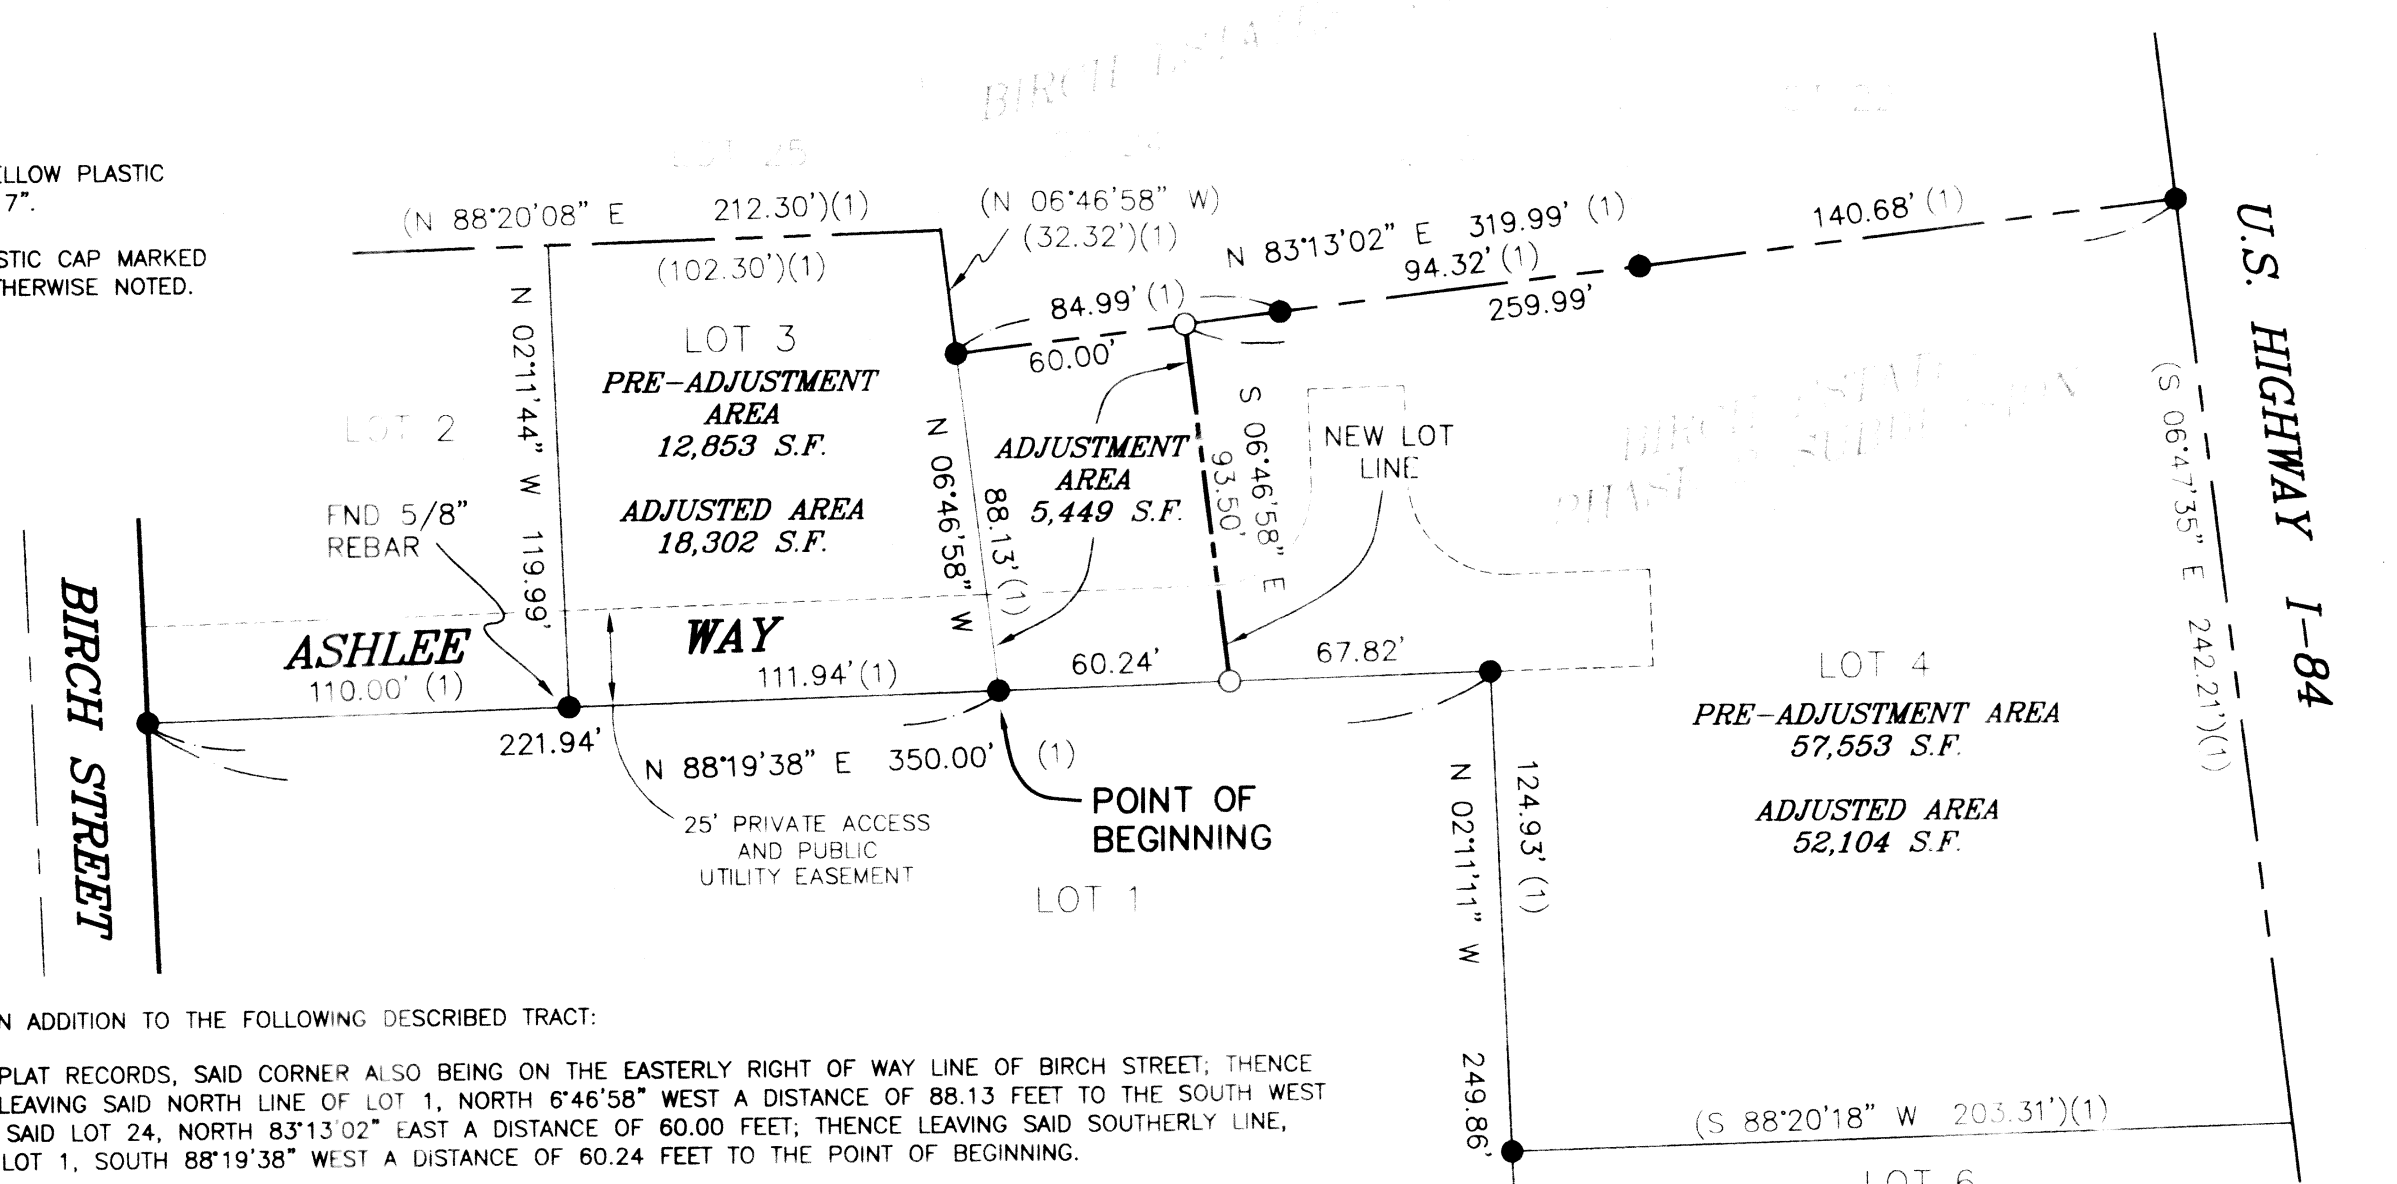 ELLOW PLASTIC
7".
STIC CAP MARKED
THERWISE NOTED.
BIRCH
(N 88°20'08" E 212.30')(1)
(102.30')(1)
(N 06°46'58" W)
(32.32')(1)
N 83°13'02" E 319.99' (1)
84.99' (1)
94.32' (1)
140.68' (1)
60.00'
259.99'
LOT 2
N 02°11'44" W 119.99'
LOT 3
PRE-ADJUSTMENT
AREA
12,853 S.F.
ADJUSTED AREA
18,302 S.F.
N 06°46'58" W
88.13' (1)
ADJUSTMENT
AREA
5,449 S.F.
S 06°46'58" E
93.50'
NEW LOT
LINE
FND 5/8"
REBAR
ASHLEE WAY
BIRCH STREET
U.S. HIGHWAY I-84
(S 06°47'35" E 242.21')(1)
110.00' (1)
111.94' (1)
60.24'
67.82'
221.94'
N 88°19'38" E 350.00' (1)
25' PRIVATE ACCESS
AND PUBLIC
UTILITY EASEMENT
POINT OF
BEGINNING
LOT 1
LOT 4
PRE-ADJUSTMENT AREA
57,553 S.F.
ADJUSTED AREA
52,104 S.F.
124.93' (1)
N 02°11'11" W 249.86'
(S 88°20'18" W 203.31')(1)
LOT 6
N ADDITION TO THE FOLLOWING DESCRIBED TRACT:
PLAT RECORDS, SAID CORNER ALSO BEING ON THE EASTERLY RIGHT OF WAY LINE OF BIRCH STREET; THENCE
LEAVING SAID NORTH LINE OF LOT 1, NORTH 6°46'58" WEST A DISTANCE OF 88.13 FEET TO THE SOUTH WEST
SAID LOT 24, NORTH 83°13'02" EAST A DISTANCE OF 60.00 FEET; THENCE LEAVING SAID SOUTHERLY LINE,
LOT 1, SOUTH 88°19'38" WEST A DISTANCE OF 60.24 FEET TO THE POINT OF BEGINNING.